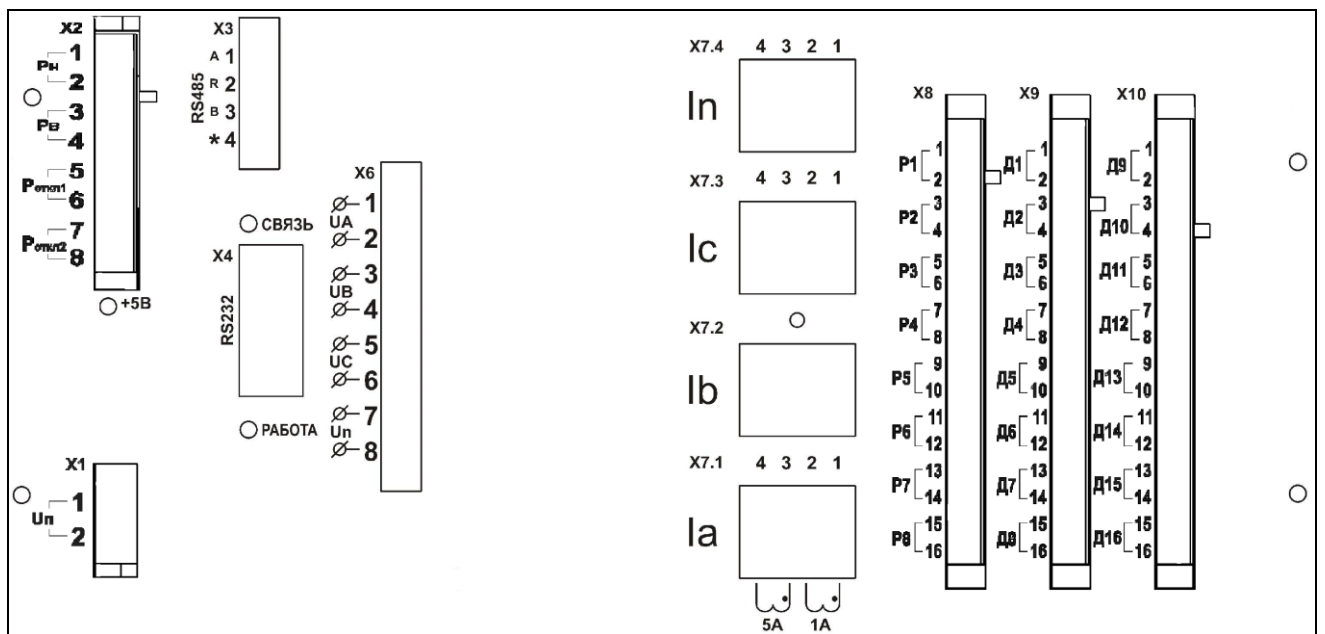 X2
1
Рн
2
3
Рв
4
5
Роткл1
6
7
Роткл2
8
+5В
X1
1
Uп
2
X3
A 1
R 2
B 3
* 4
RS485
СВЯЗЬ
X4
RS232
РАБОТА
X6
1
UA
2
3
UB
4
5
UC
6
7
Un
8
X7.4 4 3 2 1
In
X7.3 4 3 2 1
Ic
X7.2
Ib
X7.1 4 3 2 1
Ia
5А 1А
X8
Р1 1
2
Р2 3
4
Р3 5
6
Р4 7
8
Р5 9
10
Р6 11
12
Р7 13
14
Р8 15
16
X9
Д1 1
2
Д2 3
4
Д3 5
6
Д4 7
8
Д5 9
10
Д6 11
12
Д7 13
14
Д8 15
16
X10
Д9 1
2
Д10 3
4
Д11 5
6
Д12 7
8
Д13 9
10
Д14 11
12
Д15 13
14
Д16 15
16